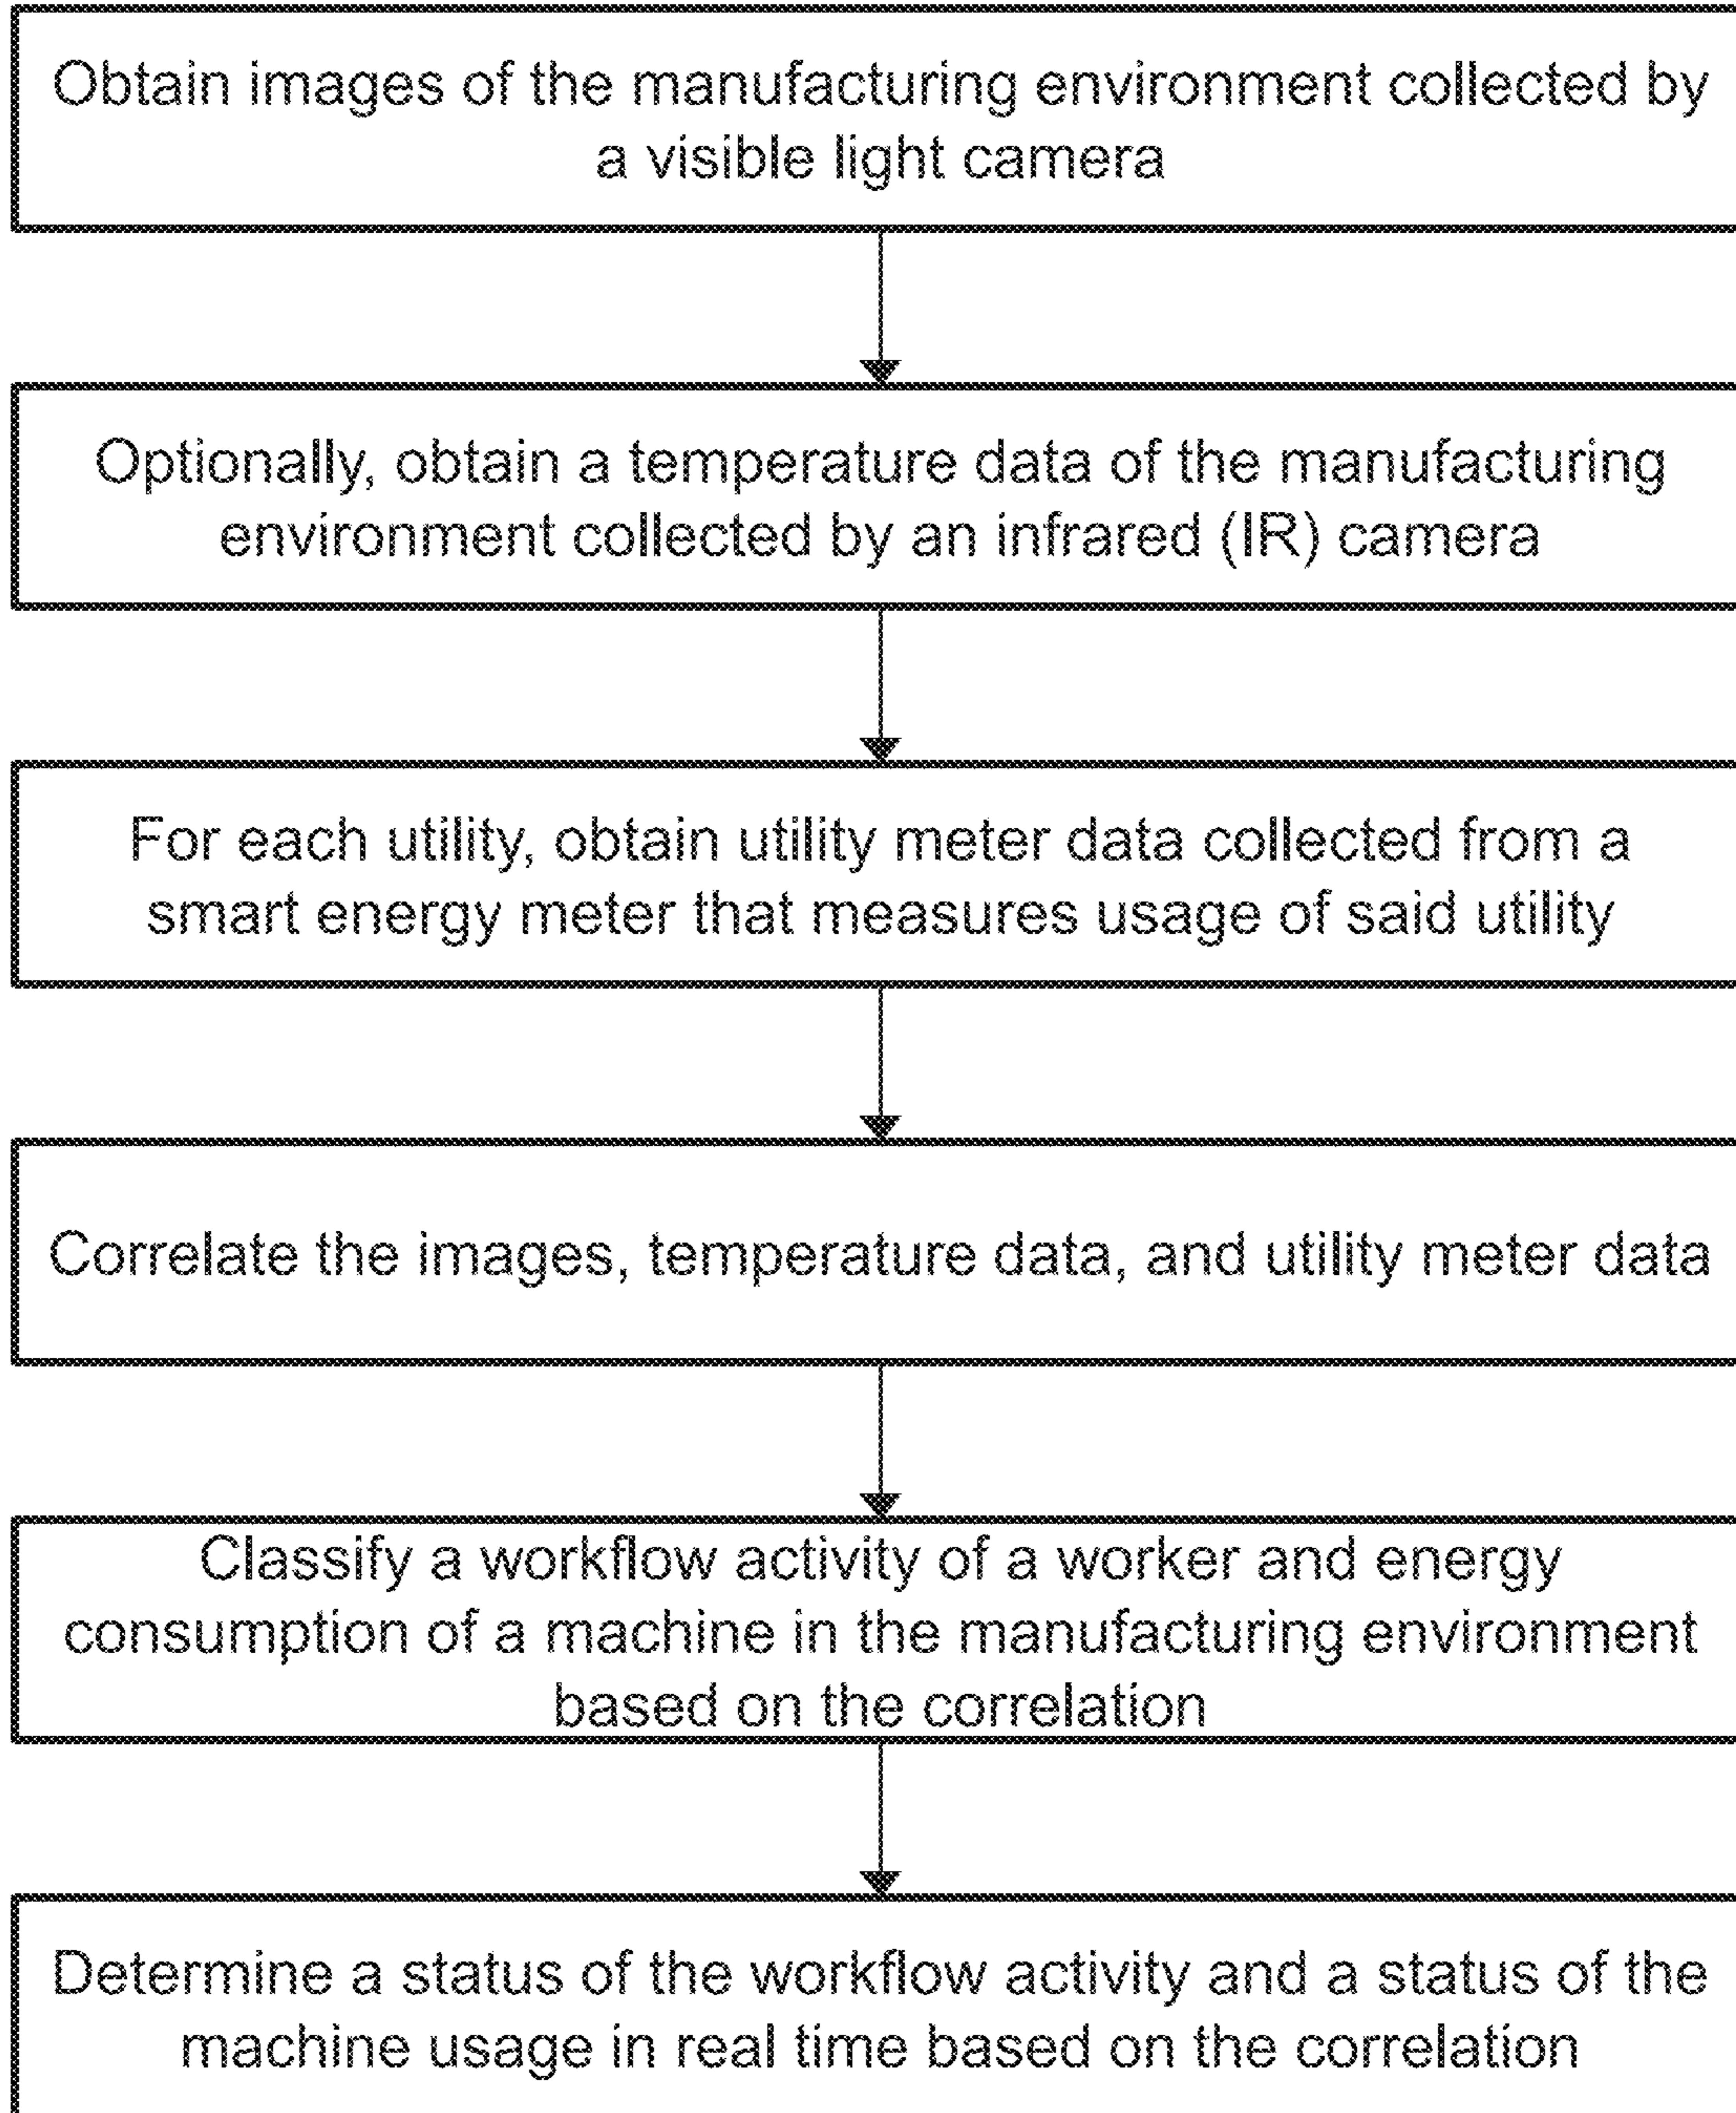 Obtain images of the manufacturing environment collected by
a visible light camera
Optionally, obtain a temperature data of the manufacturing
environment collected by an infrared (IR) camera
For each utility, obtain utility meter data collected from a
smart energy meter that measures usage of said utility
Correlate the images, temperature data, and utility meter data
Classify a workflow activity of a worker and energy
consumption of a machine in the manufacturing environment
based on the correlation
Determine a status of the workflow activity and a status of the
machine usage in real time based on the correlation